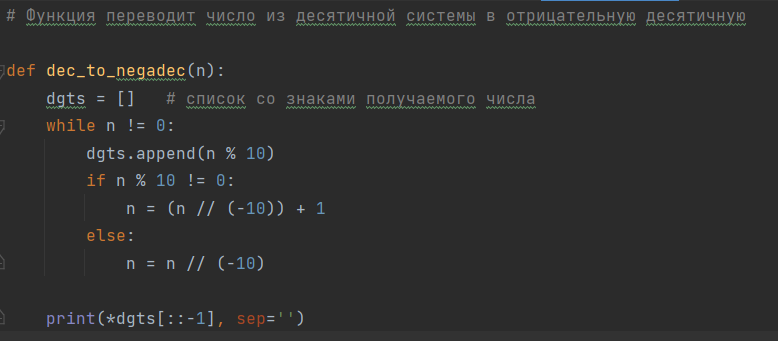 # Функция переводит число из десятичной системы в отрицательную десятичную
def dec_to_negadec(n):
    dgts = []   # список со знаками получаемого числа
    while n != 0:
        dgts.append(n % 10)
        if n % 10 != 0:
            n = (n // (-10)) + 1
        else:
            n = n // (-10)
    print(*dgts[::-1], sep='')